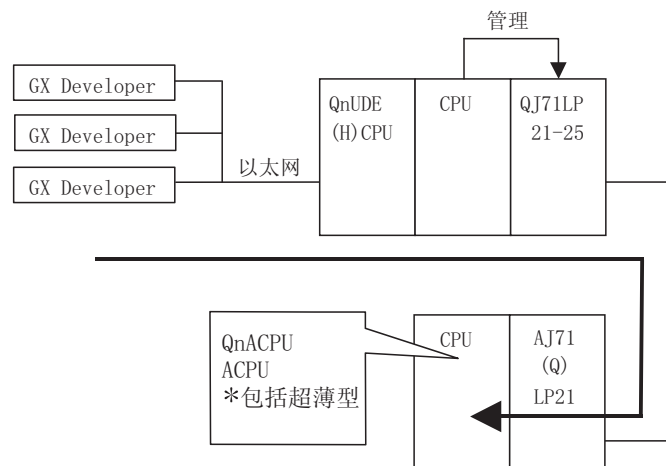 管理
GX Developer
GX Developer
GX Developer
以太网
QnUDE
(H)CPU
CPU
QJ71LP
21-25
QnACPU
ACPU
*包括超薄型
CPU
AJ71
(Q)
LP21